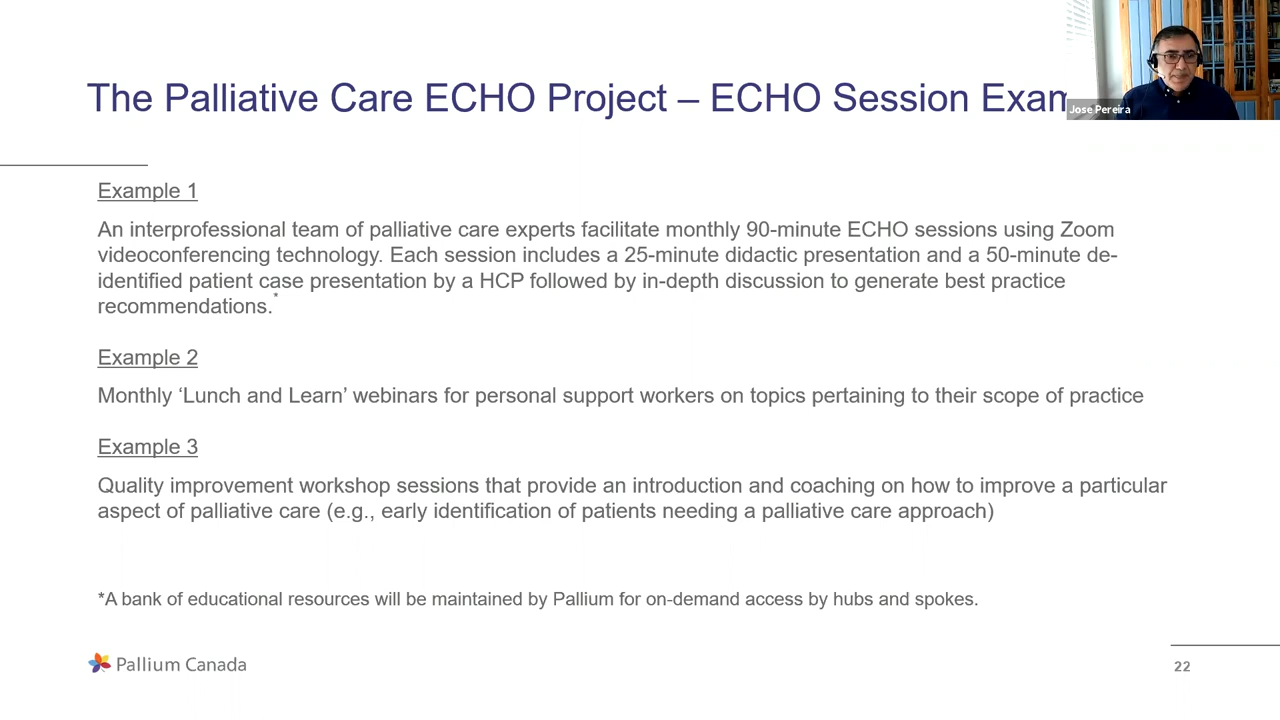 The Palliative Care ECHO Project – ECHO Session Exam
Jose Pereira
Example 1
An interprofessional team of palliative care experts facilitate monthly 90-minute ECHO sessions using Zoom
videoconferencing technology. Each session includes a 25-minute didactic presentation and a 50-minute de-
identified patient case presentation by a HCP followed by in-depth discussion to generate best practice
recommendations.*
Example 2
Monthly ‘Lunch and Learn’ webinars for personal support workers on topics pertaining to their scope of practice
Example 3
Quality improvement workshop sessions that provide an introduction and coaching on how to improve a particular
aspect of palliative care (e.g., early identification of patients needing a palliative care approach)
*A bank of educational resources will be maintained by Pallium for on-demand access by hubs and spokes.
Pallium Canada
22